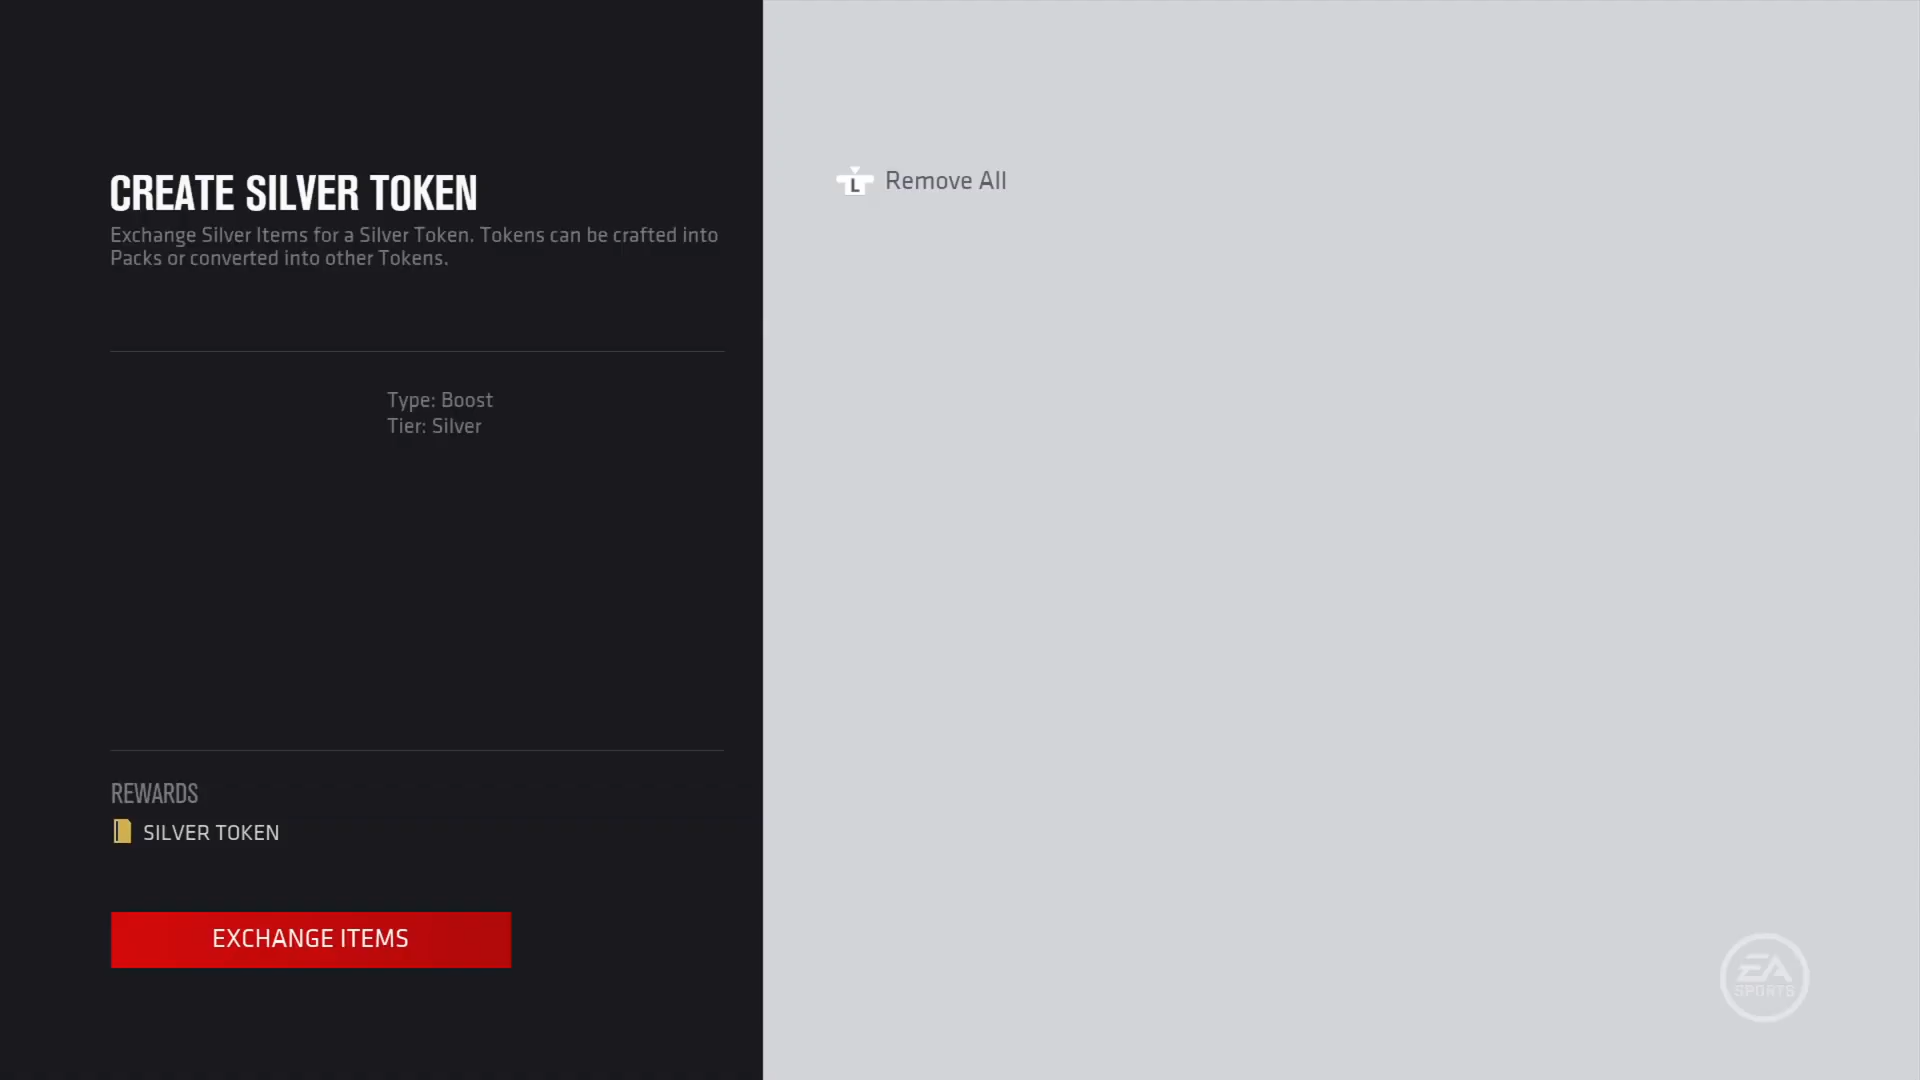 CREATE SILVER TOKEN
Exchange Silver Items for a Silver Token. Tokens can be crafted into
Packs or converted into other Tokens.
L Remove All
Type: Boost
Tier: Silver
REWARDS
SILVER TOKEN
EXCHANGE ITEMS
EA
SPORTS